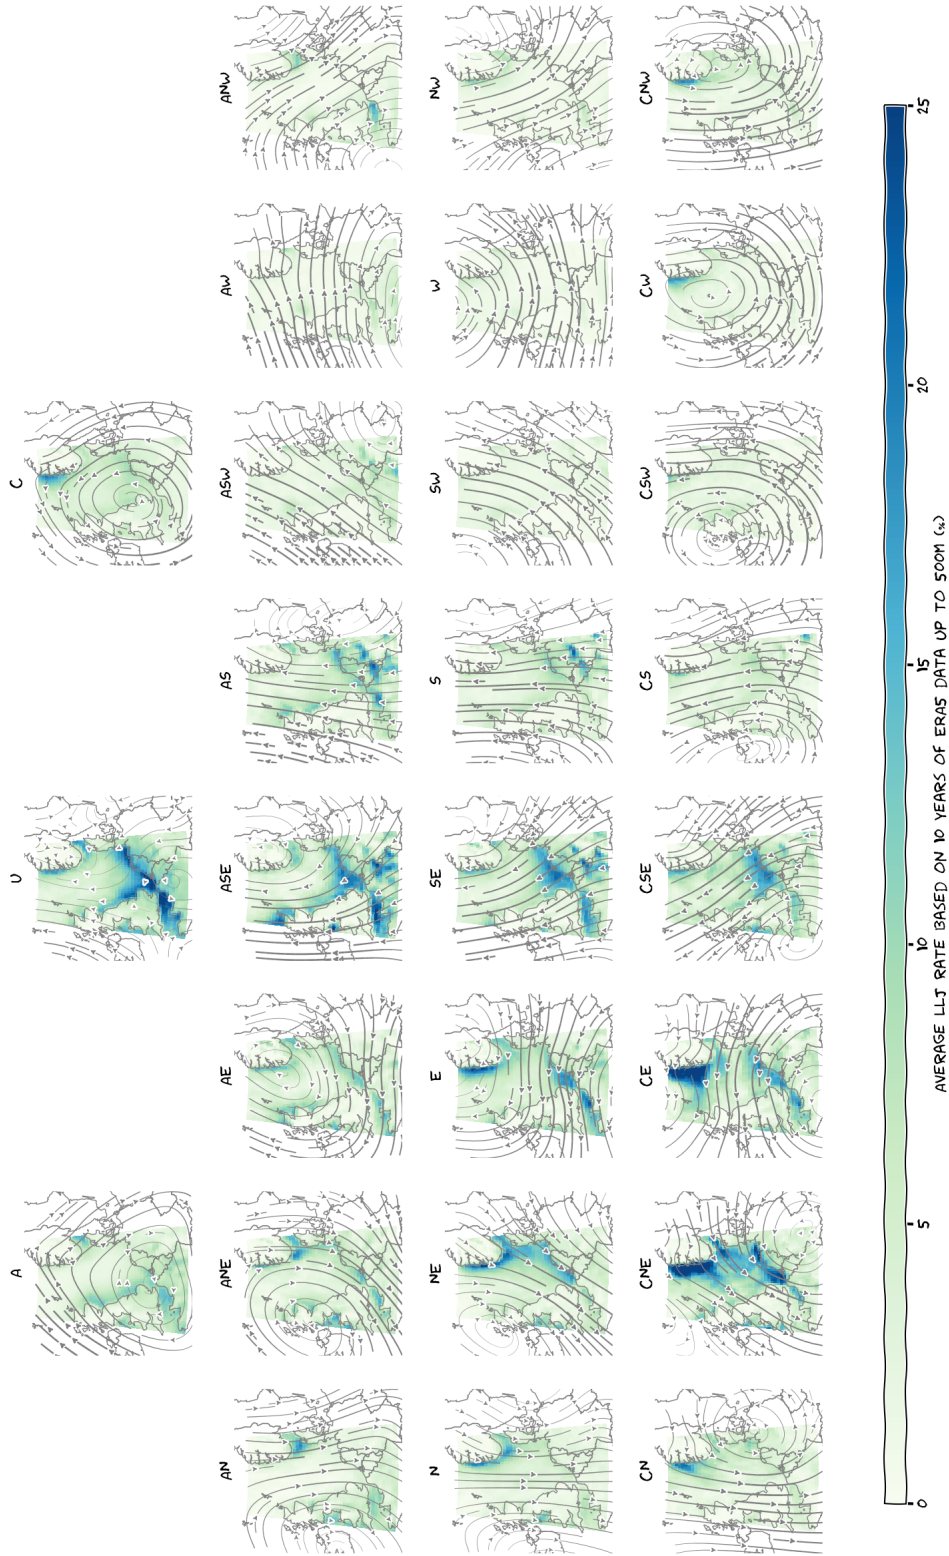 A U C
AN ANE AE ASE AS ASW AW ANW
N NE E SE S SW W NW
CN CNE CE CSE CS CSW CW CNW
0 5 10 15 20 25
AVERAGE LLJ RATE BASED ON 10 YEARS OF ERA5 DATA UP TO 500M (%)